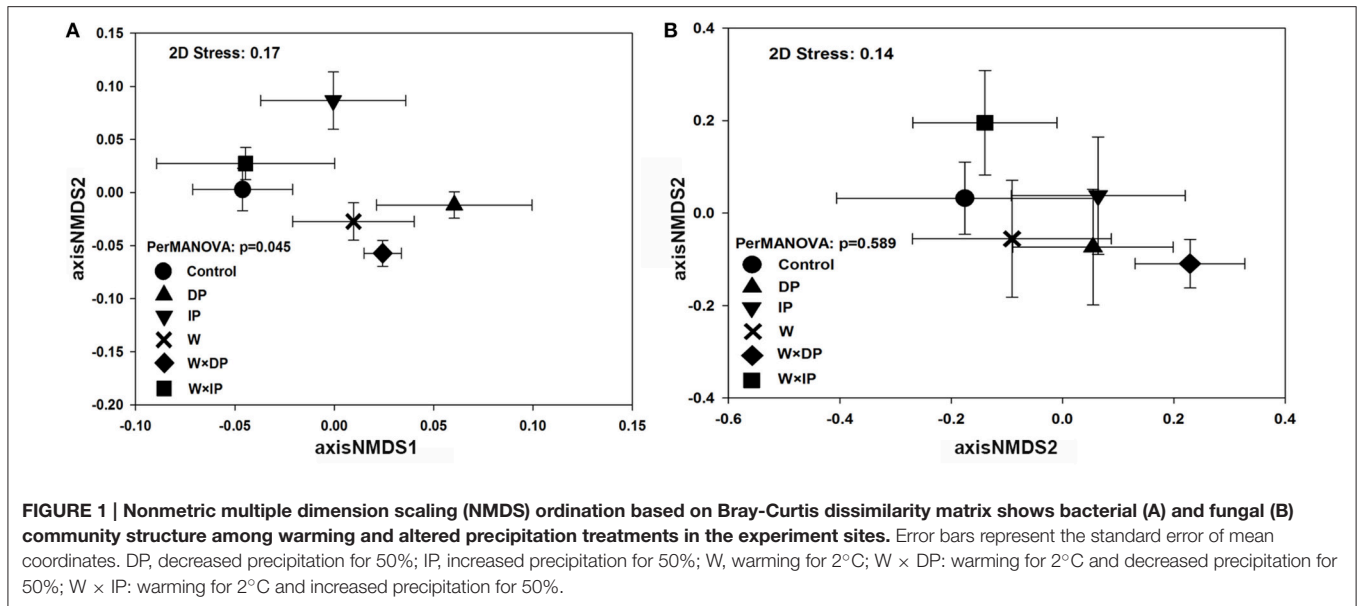 A
2D Stress: 0.17
0.15
0.10
0.05
0.00
-0.05
-0.10
-0.15
-0.20
axisNMDS2
PerMANOVA: p=0.045
Control
DP
IP
W
W×DP
W×IP
-0.10
-0.05
0.00
0.05
0.10
0.15
axisNMDS1
B
2D Stress: 0.14
0.4
0.2
0.0
-0.2
-0.4
axisNMDS2
PerMANOVA: p=0.589
Control
DP
IP
W
W×DP
W×IP
-0.6
-0.4
-0.2
0.0
0.2
0.4
axisNMDS2
FIGURE 1 | Nonmetric multiple dimension scaling (NMDS) ordination based on Bray-Curtis dissimilarity matrix shows bacterial (A) and fungal (B)
community structure among warming and altered precipitation treatments in the experiment sites. Error bars represent the standard error of mean
coordinates. DP, decreased precipitation for 50%; IP, increased precipitation for 50%; W, warming for 2°C; W × DP: warming for 2°C and decreased precipitation for
50%; W × IP: warming for 2°C and increased precipitation for 50%.